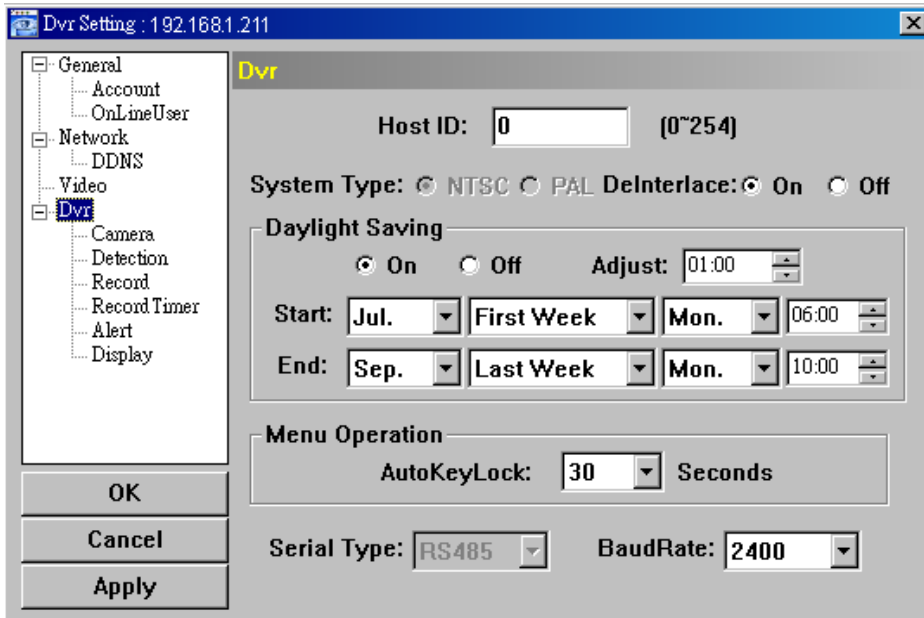 Dvr Setting : 192.168.1.211
General
Account
OnLineUser
Network
DDNS
Video
Dvr
Camera
Detection
Record
Record Timer
Alert
Display
OK
Cancel
Apply
Dvr
Host ID: 0 (0~254)
System Type: NTSC PAL DeInterlace: On Off
Daylight Saving
On Off Adjust: 01:00
Start: Jul. First Week Mon. 06:00
End: Sep. Last Week Mon. 10:00
Menu Operation
AutoKeyLock: 30 Seconds
Serial Type: RS485 BaudRate: 2400